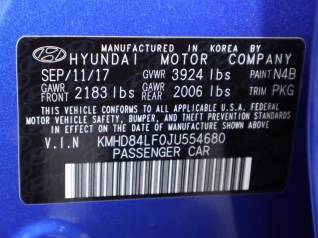 MANUFACTURED IN KOREA BY
HYUNDAI MOTOR COMPANY
SEP/11/17 GVWR 3924 lbs PAINT N4B
GAWR FRONT 2183 lbs GAWR REAR 2006 lbs TRIM PKG
THIS VEHICLE CONFORMS TO ALL APPLICABLE U.S. FEDERAL
MOTOR VEHICLE SAFETY, BUMPER, AND THEFT PREVENTION
STANDARDS IN EFFECT ON THE DATE OF MANUFACTURE SHOWN ABOVE.
V.I.N KMHD84LF0JU554680
PASSENGER CAR